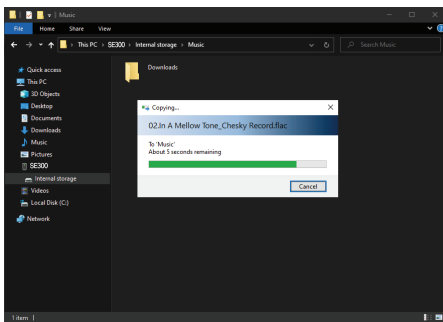 Music
File Home Share View
This PC > SE300 > Internal storage > Music
Search Music
Quick access
This PC
3D Objects
Desktop
Documents
Downloads
Music
Pictures
SE300
Internal storage
Videos
Local Disk (C:)
Network
Downloads
Copying...
02.In A Mellow Tone_Chesky Record.flac
To 'Music'
About 5 seconds remaining
Cancel
1 item